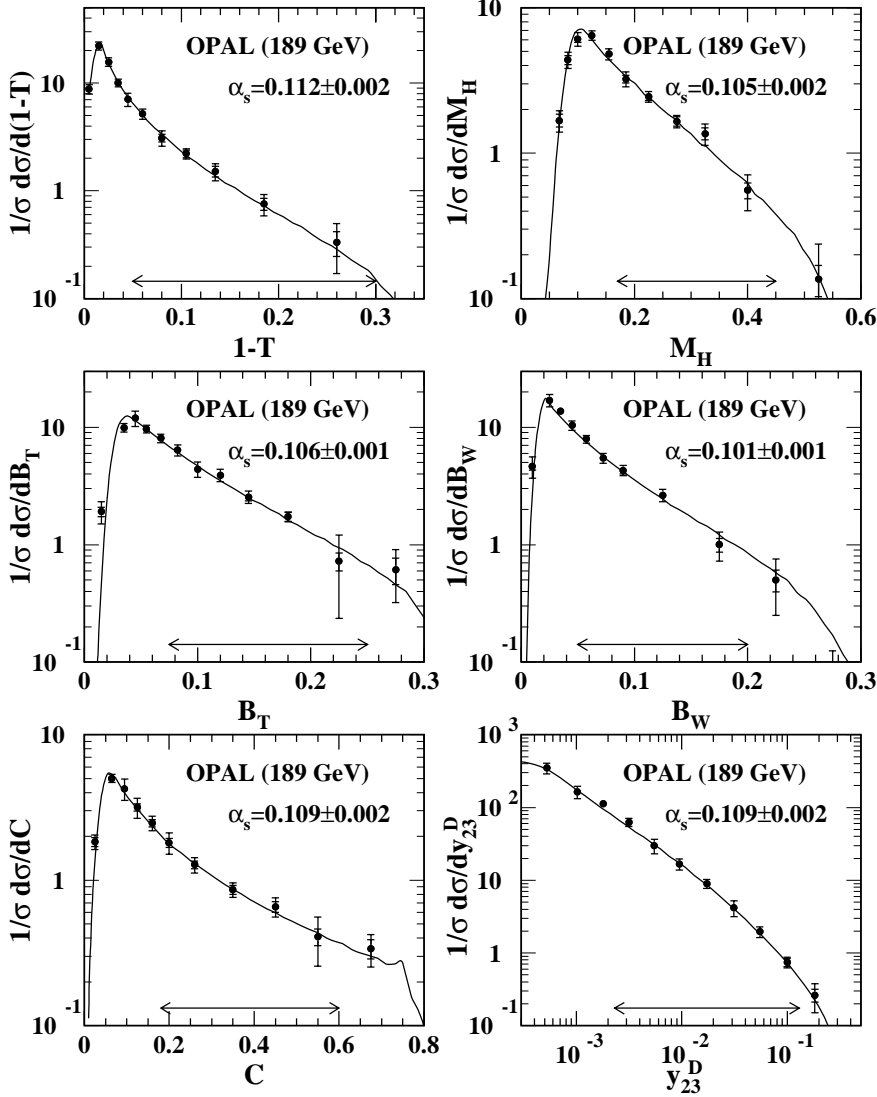 10
10
1
10 -1
1/σ dσ/d(1-T)
OPAL (189 GeV)
αs=0.112±0.002
0 0.1 0.2 0.3
1-T
10
1
10 -1
1/σ dσ/dM_H
OPAL (189 GeV)
αs=0.105±0.002
0 0.2 0.4 0.6
M_H
10
1
10 -1
1/σ dσ/dB_T
OPAL (189 GeV)
αs=0.106±0.001
0 0.1 0.2 0.3
B_T
10
1
10 -1
1/σ dσ/dB_W
OPAL (189 GeV)
αs=0.101±0.001
0 0.1 0.2 0.3
B_W
10
1
10 -1
1/σ dσ/dC
OPAL (189 GeV)
αs=0.109±0.002
0 0.2 0.4 0.6 0.8
C
10 3
10 2
10
1
10 -1
1/σ dσ/dy_23^D
OPAL (189 GeV)
αs=0.109±0.002
10 -3 10 -2 10 -1
y_23^D